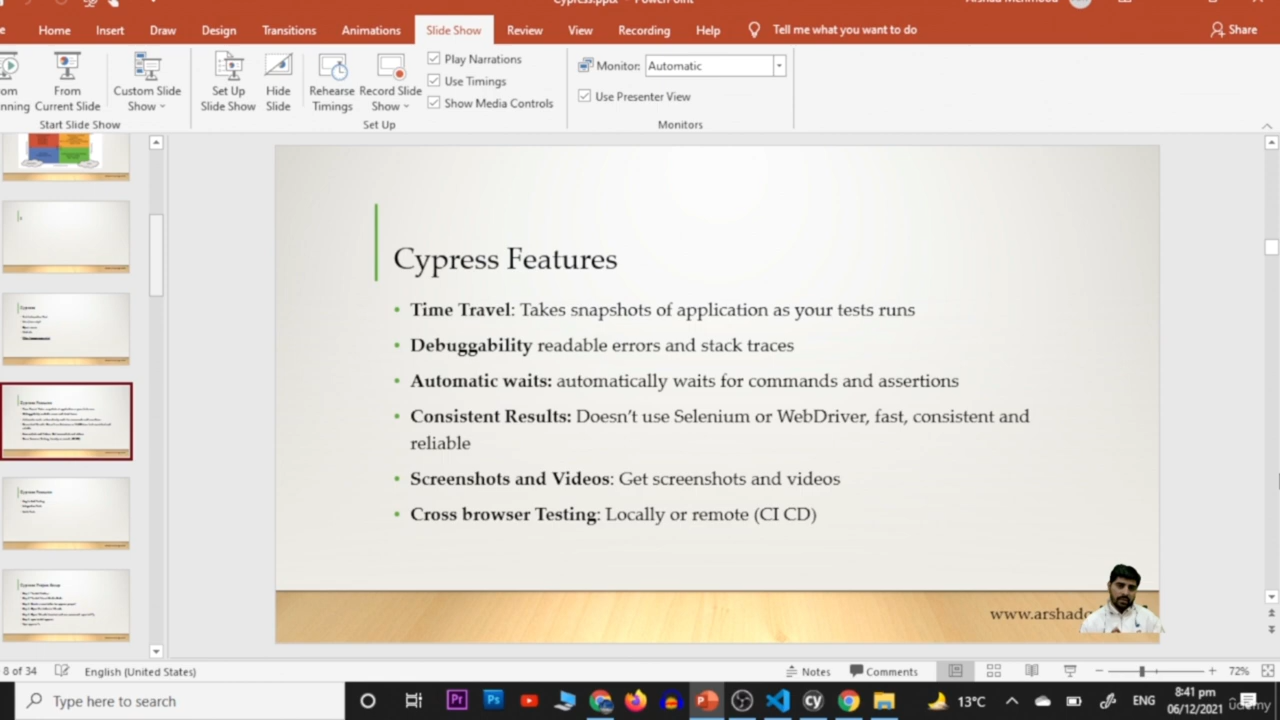 Home Insert Draw Design Transitions Animations Slide Show Review View Recording Help Tell me what you want to do Share
From Current Slide
Custom Slide Show
Set Up Slide Show
Hide Slide
Rehearse Timings
Record Slide Show
Play Narrations
Use Timings
Show Media Controls
Monitor: Automatic
Use Presenter View
Start Slide Show
Set Up
Monitors
Cypress Features
• Time Travel: Takes snapshots of application as your tests runs
• Debuggability readable errors and stack traces
• Automatic waits: automatically waits for commands and assertions
• Consistent Results: Doesn't use Selenium or WebDriver, fast, consistent and
reliable
• Screenshots and Videos: Get screenshots and videos
• Cross browser Testing: Locally or remote (CI CD)
8 of 34 English (United States) Notes Comments 72%
Type here to search
13°C ENG
8:41 pm
06/12/2021
ûdemy